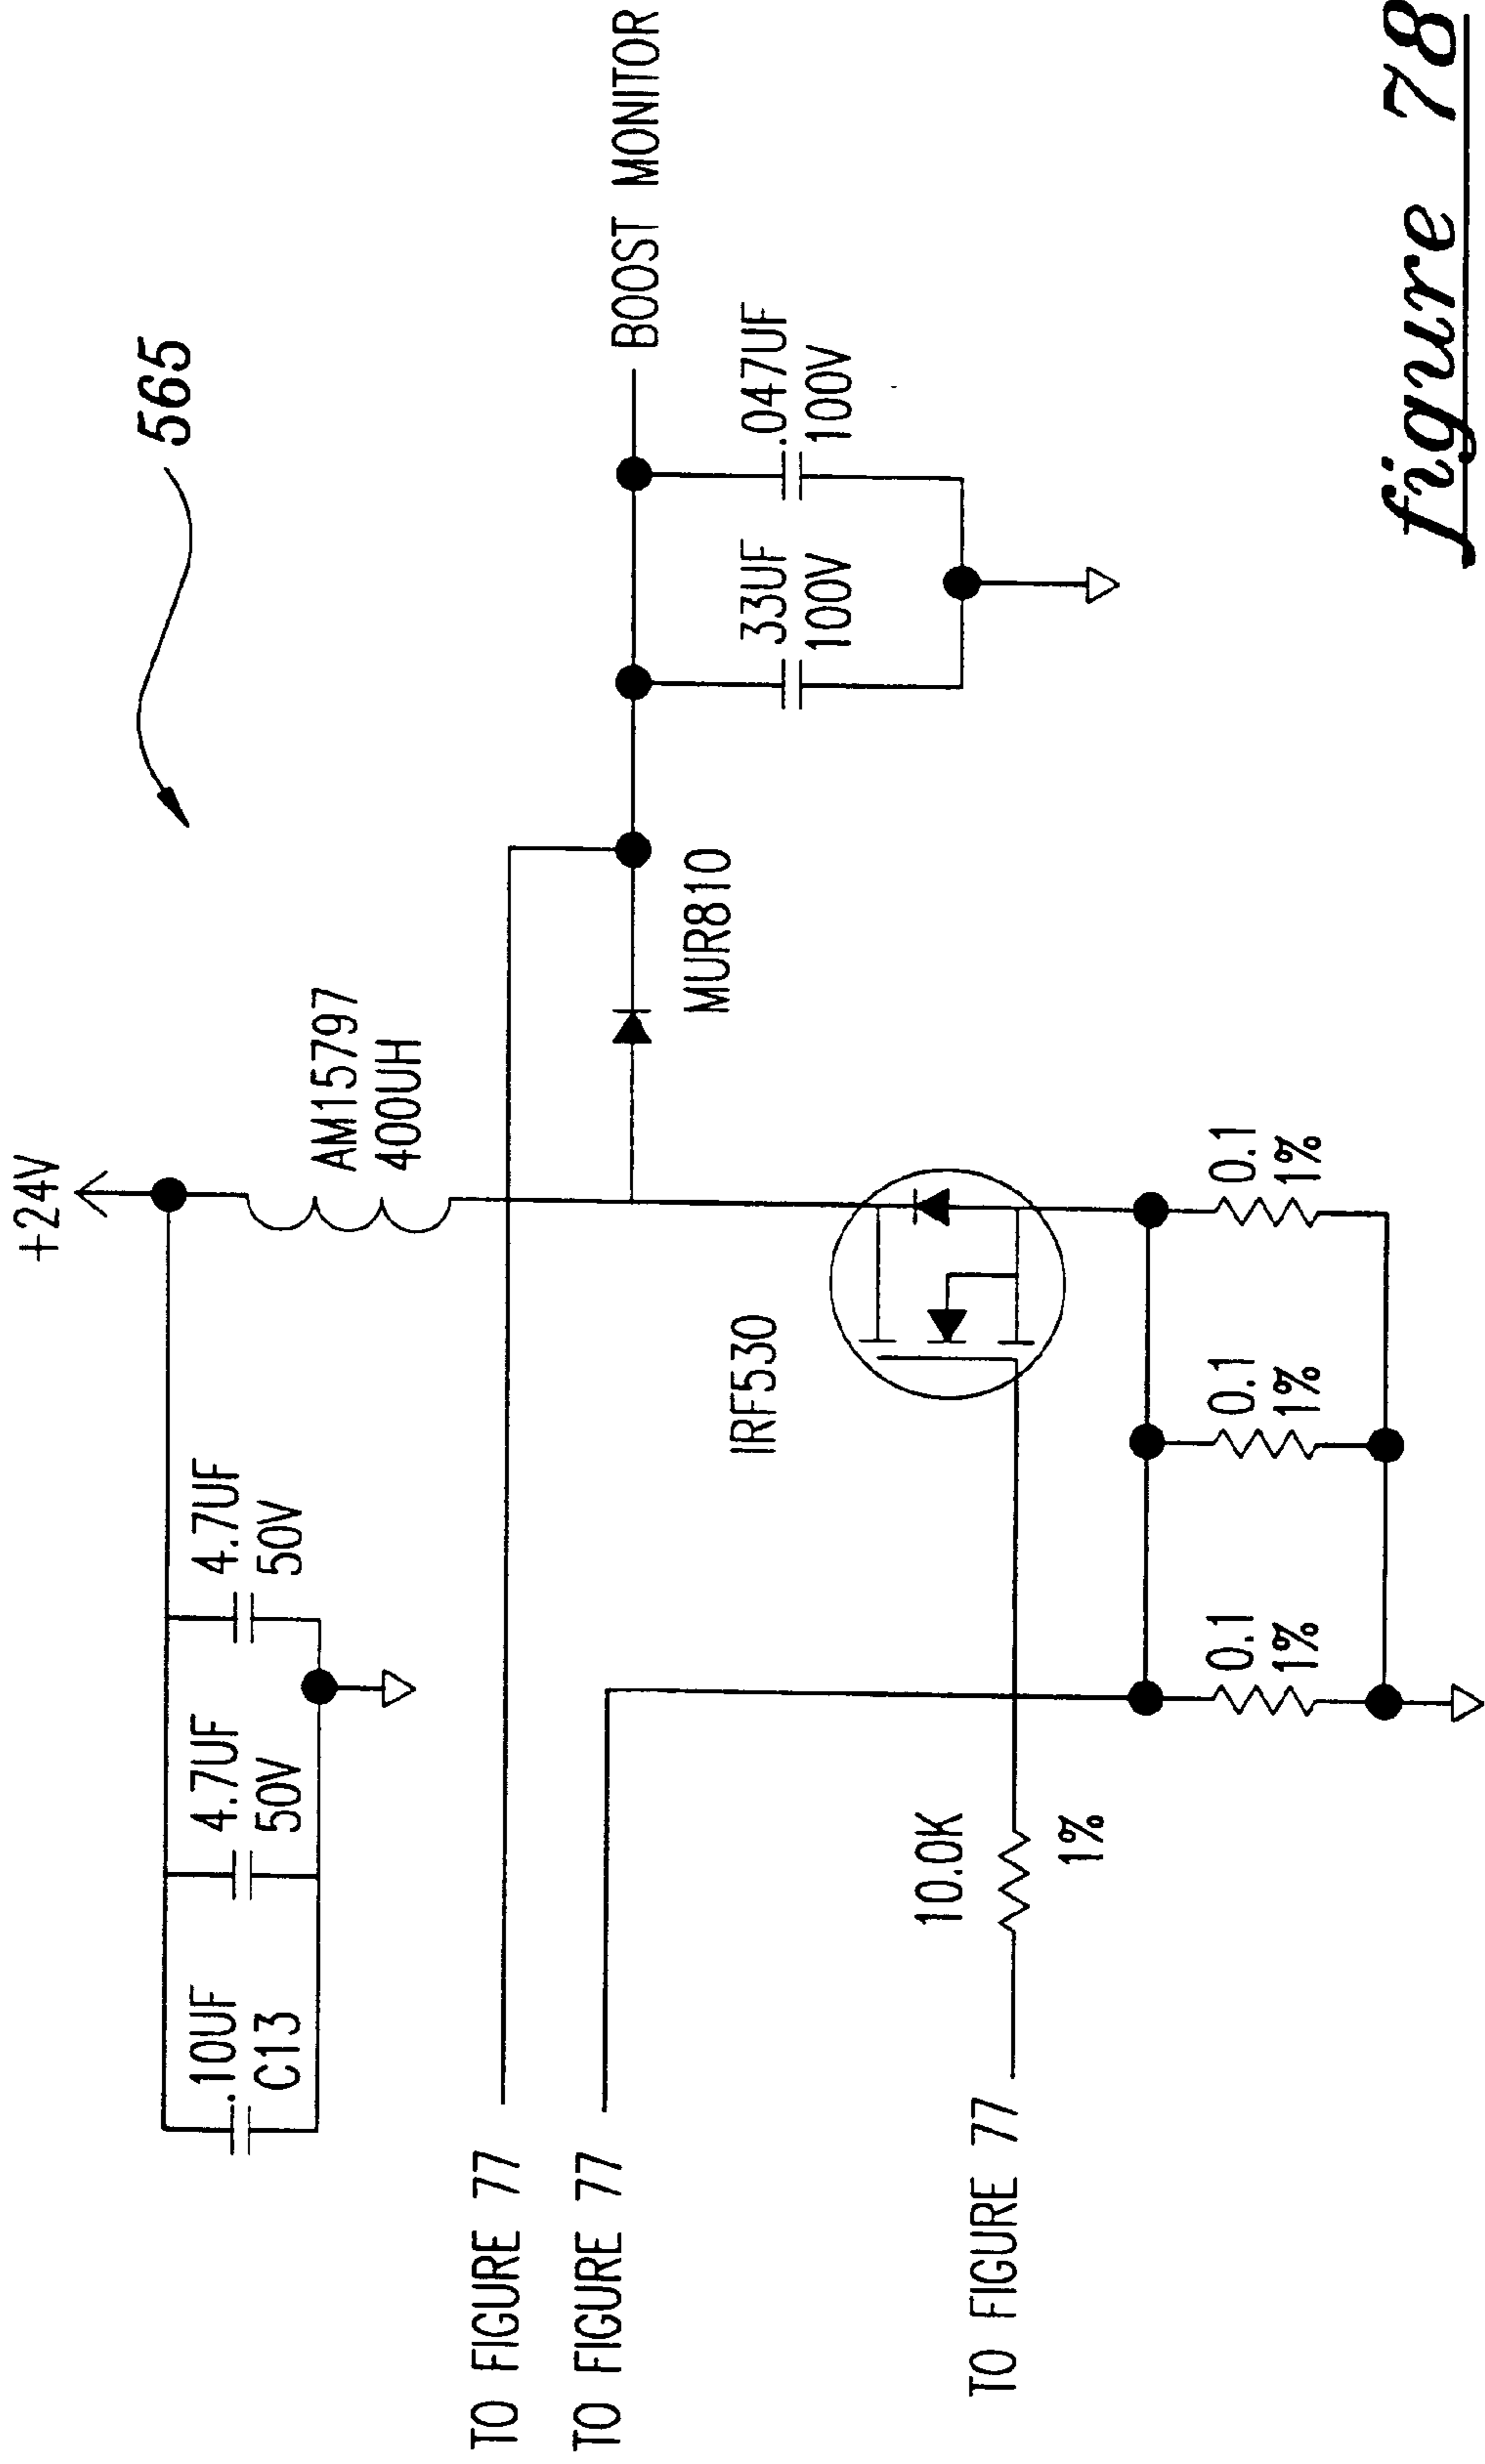 565
+24V
.10UF
C13
4.7UF
50V
4.7UF
50V
AM15797
400UH
TO FIGURE 77
TO FIGURE 77
BOOST MONITOR
MUR810
33UF
100V
.047UF
100V
IRF530
10.0K
1%
TO FIGURE 77
0.1
1%
0.1
1%
0.1
1%
figure 78